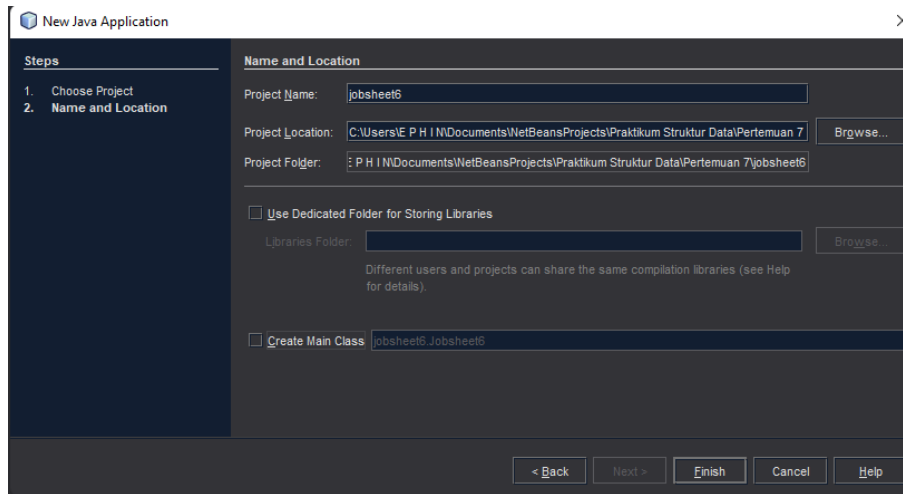 New Java Application
Steps
1. Choose Project
2. Name and Location
Name and Location
Project Name: jobsheet6
Project Location: C:\Users\E P H I N\Documents\NetBeansProjects\Praktikum Struktur Data\Pertemuan 7 Browse...
Project Folder: E P H I N\Documents\NetBeansProjects\Praktikum Struktur Data\Pertemuan 7\jobsheet6
Use Dedicated Folder for Storing Libraries
Libraries Folder: Browse...
Different users and projects can share the same compilation libraries (see Help
for details).
Create Main Class jobsheet6.Jobsheet6
< Back Next > Finish Cancel Help